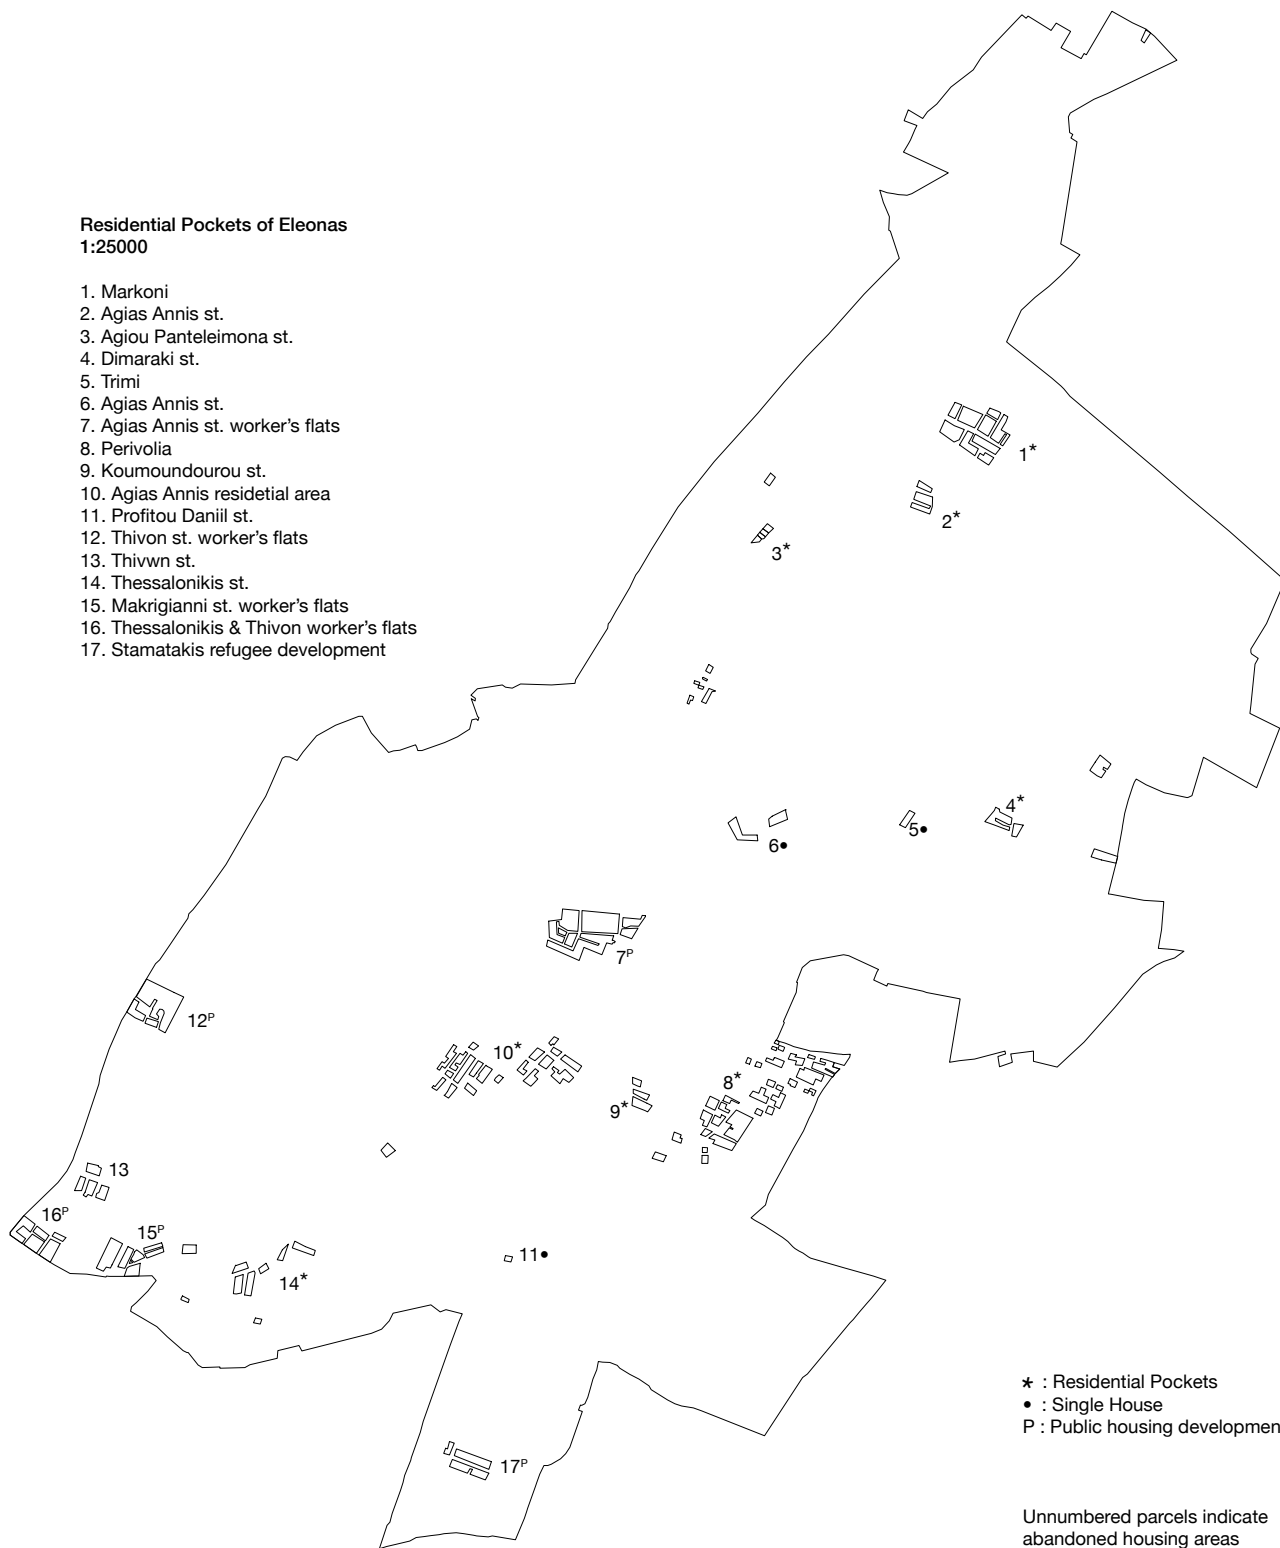 Residential Pockets of Eleonas
1:25000
1. Markoni
2. Agias Annis st.
3. Agiou Panteleimona st.
4. Dimaraki st.
5. Trimi
6. Agias Annis st.
7. Agias Annis st. worker's flats
8. Perivolia
9. Koumoundourou st.
10. Agias Annis residetial area
11. Profitou Daniil st.
12. Thivon st. worker's flats
13. Thivwn st.
14. Thessalonikis st.
15. Makrigianni st. worker's flats
16. Thessalonikis & Thivon worker's flats
17. Stamatakis refugee development
1*
2*
3*
4*
5•
6•
7ᴾ
12ᴾ
10*
8*
9*
13
16ᴾ
15ᴾ
11•
14*
17ᴾ
* : Residential Pockets
• : Single House
P : Public housing developmen
Unnumbered parcels indicate
abandoned housing areas